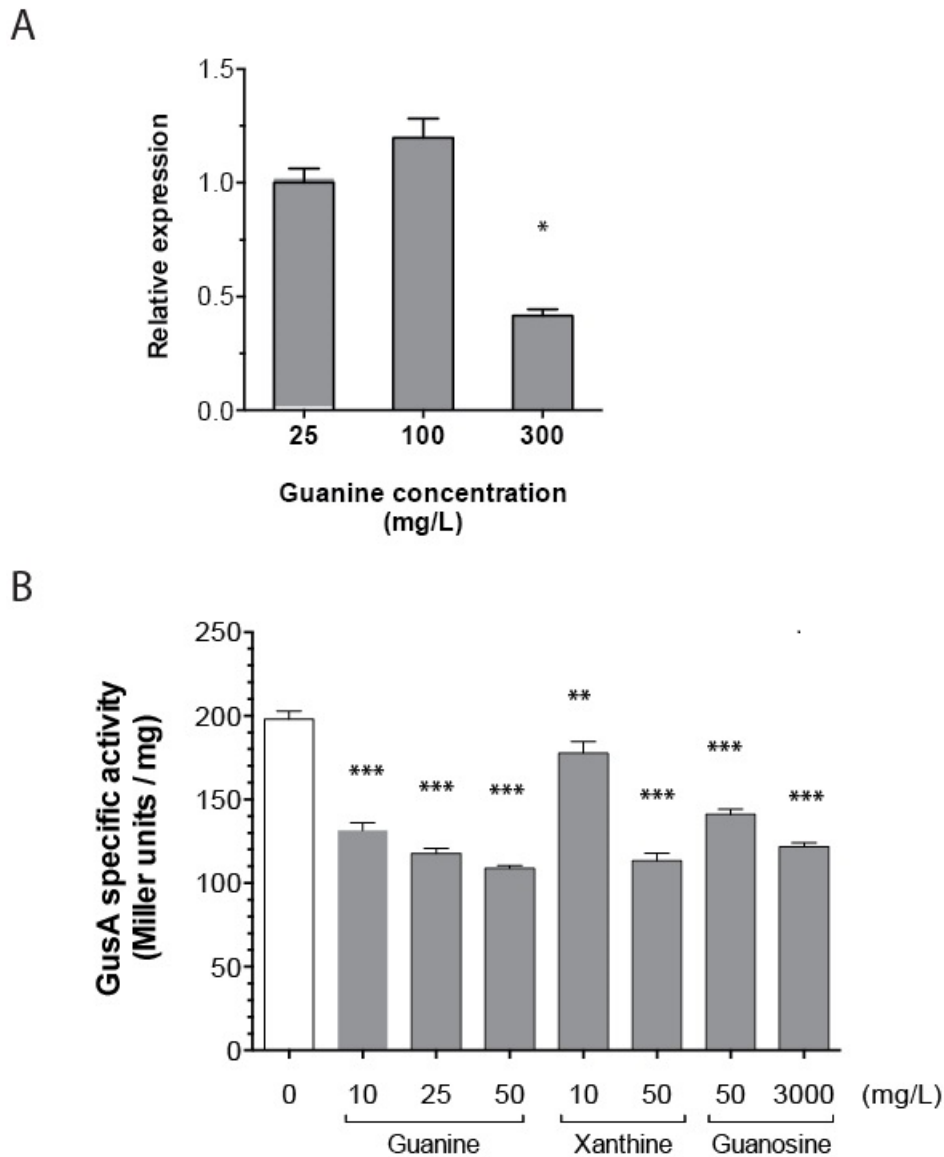 A
1.5
1.0
0.5
0.0
Relative expression
*
25 100 300
Guanine concentration
(mg/L)
B
250
200
150
100
50
0
GusA specific activity
(Miller units / mg)
*** *** *** ** *** *** ***
0 10 25 50 10 50 50 3000 (mg/L)
Guanine Xanthine Guanosine